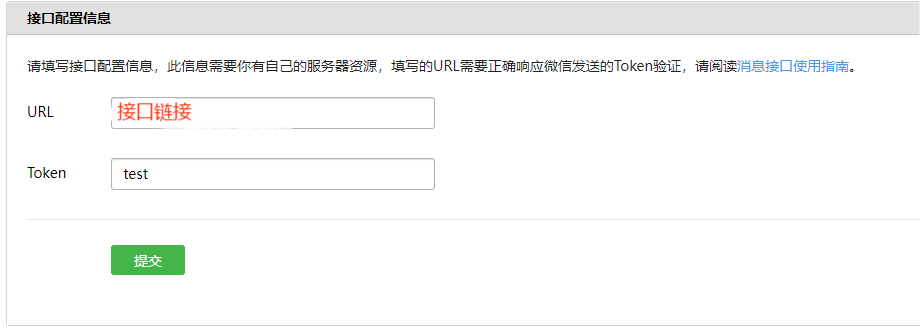 接口配置信息
请填写接口配置信息，此信息需要你有自己的服务器资源，填写的URL需要正确响应微信发送的Token验证，请阅读消息接口使用指南。
URL 接口链接
Token test
提交